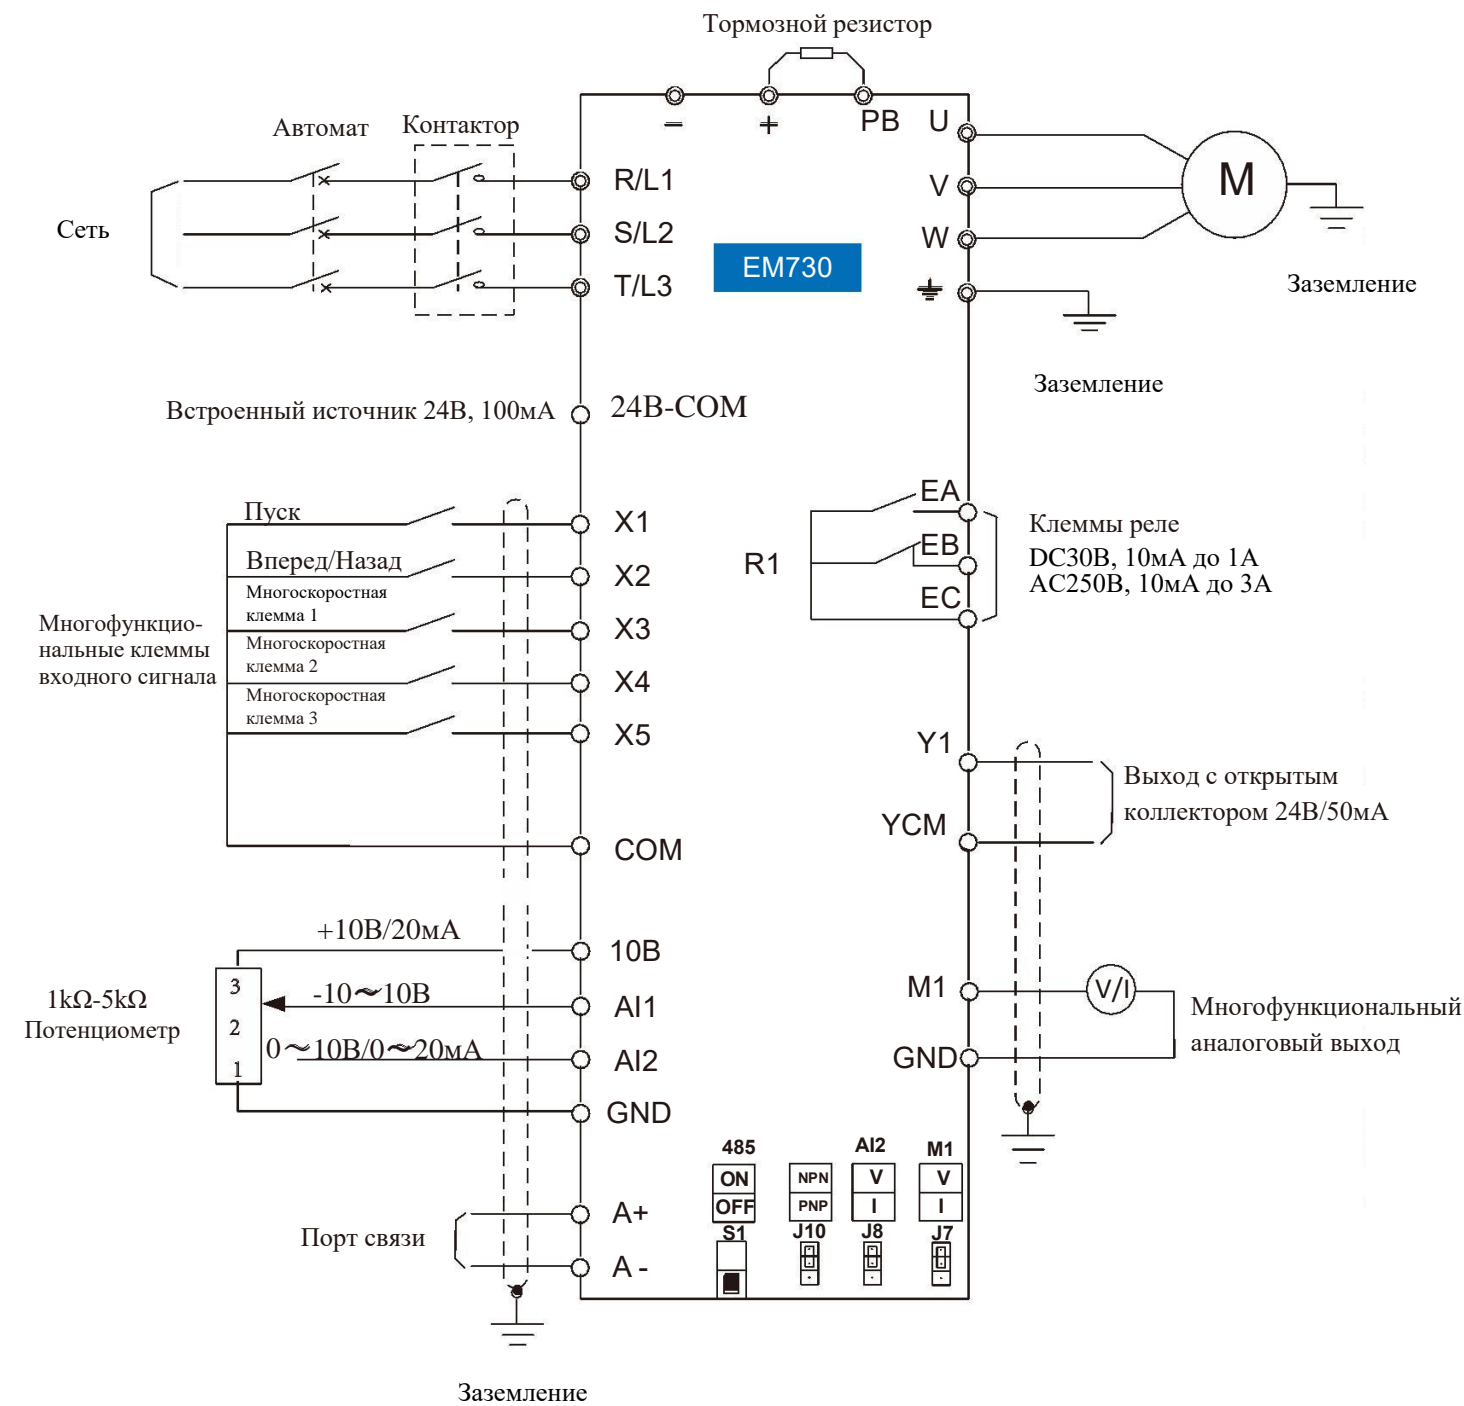 Тормозной резистор
Автомат
Контактор
− + PB
U
R/L1
V
M
Сеть
S/L2
W
EM730
T/L3
Заземление
Заземление
Встроенный источник 24В, 100мА
24В-COM
EA
Пуск
X1
Клеммы реле
EB
DC30В, 10мА до 1А
R1
AC250В, 10мА до 3А
Вперед/Назад
X2
EC
Многоскоростная
клемма 1
X3
Многофункцио-
нальные клеммы
входного сигнала
Многоскоростная
клемма 2
X4
Многоскоростная
клемма 3
X5
Y1
Выход с открытым
коллектором 24В/50мА
YCM
COM
+10В/20мА
10В
3
-10~10В
AI1
M1
V/I
1kΩ-5kΩ
Потенциометр
Многофункциональный
аналоговый выход
2
0~10В/0~20мА
AI2
GND
1
GND
485 AI2 M1
ON NPN V V
OFF PNP I I
S1 J10 J8 J7
A+
Порт связи
A -
Заземление